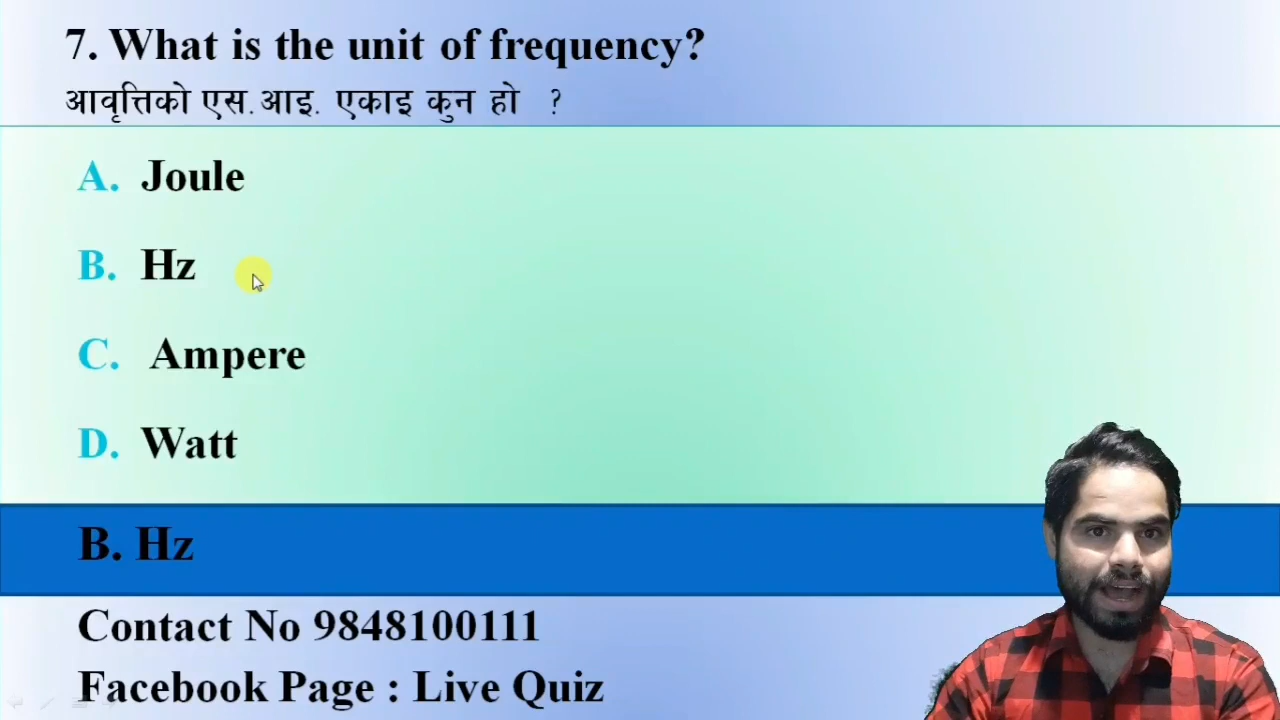 7. What is the unit of frequency?
आवृत्तिको एस.आइ. एकाइ कुन हो ?
A. Joule
B. Hz
C. Ampere
D. Watt
B. Hz
Contact No 9848100111
Facebook Page : Live Quiz